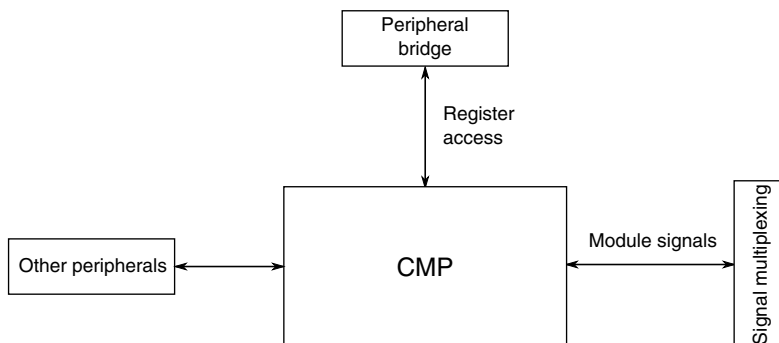 Peripheral
bridge
Register
access
Other peripherals
CMP
Module signals
Signal multiplexing